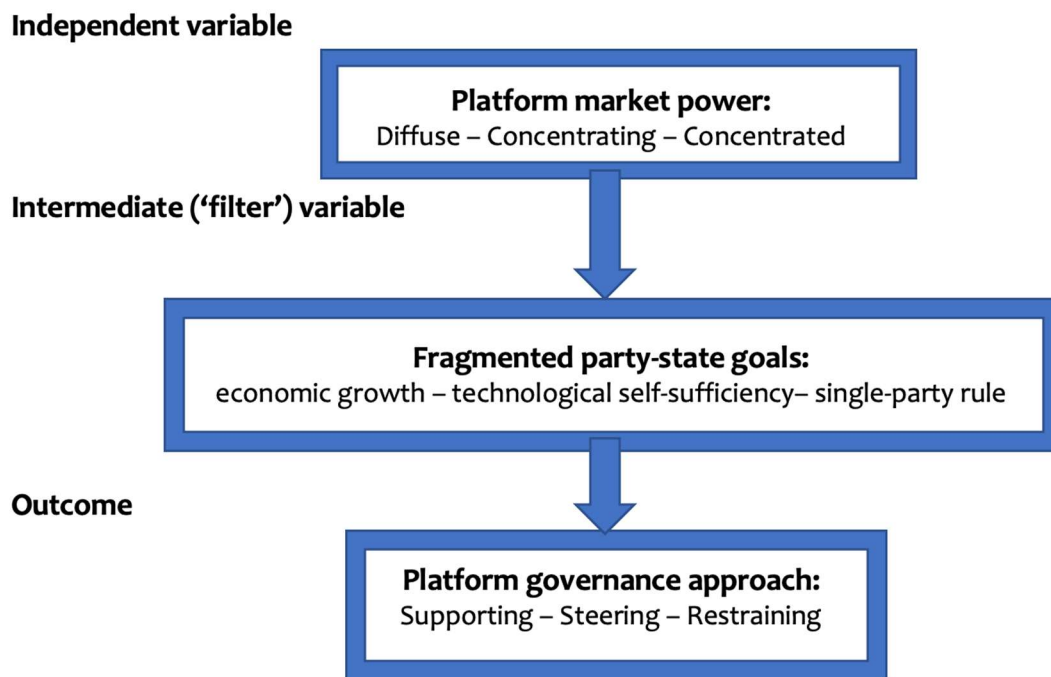 Independent variable
Platform market power:
Diffuse – Concentrating – Concentrated
Intermediate (‘filter’) variable
Fragmented party-state goals:
economic growth – technological self-sufficiency– single-party rule
Outcome
Platform governance approach:
Supporting – Steering – Restraining